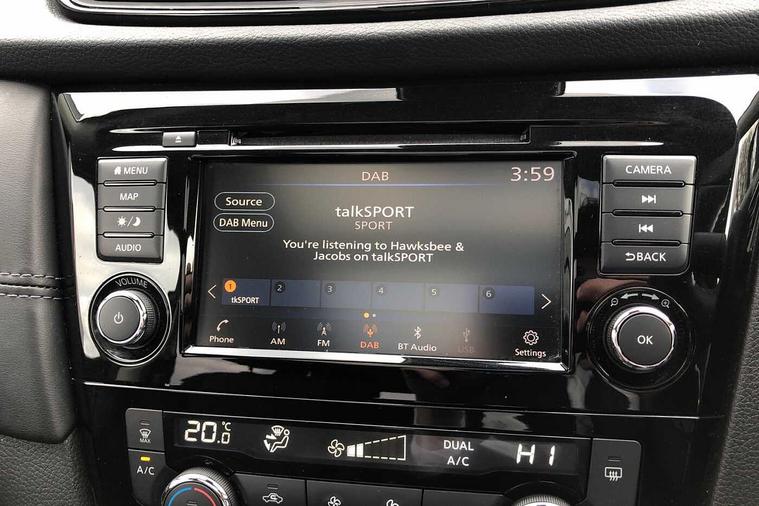 MENU
MAP
AUDIO
VOLUME
DAB
3:59
Source
DAB Menu
talkSPORT
SPORT
You're listening to Hawksbee &
Jacobs on talkSPORT
1
tkSPORT
2
3
4
5
6
Phone
AM
FM
DAB
BT Audio
USB
Settings
CAMERA
BACK
OK
MAX
A/C
20.0 °C
DUAL
A/C
HI